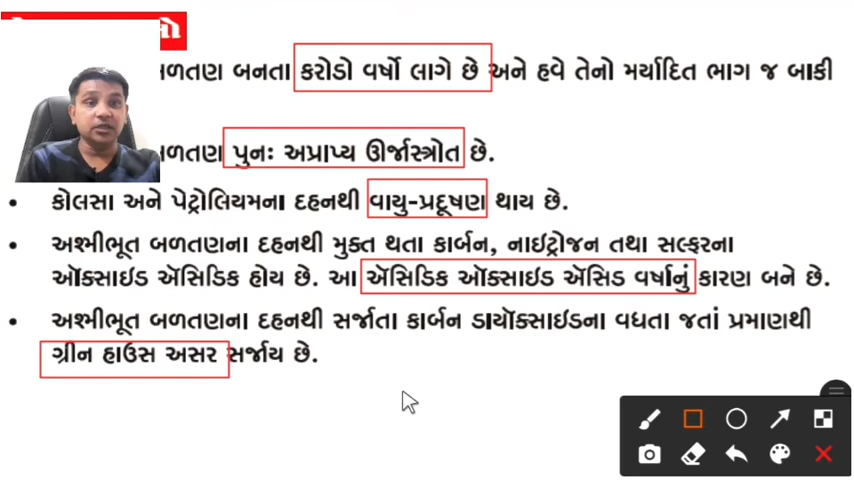 બળતણ બનતા કરોડો વર્ષો લાગે છે અને હવે તેનો મર્યાદિત ભાગ જ બાકી
બળતણ પુનઃ અપ્રાપ્ય ઊર્જાસ્ત્રોત છે.
• કોલસા અને પેટ્રોલિયમના દહનથી વાયુ-પ્રદૂષણ થાય છે.
• અશ્મીભૂત બળતણના દહનથી મુક્ત થતા કાર્બન, નાઈટ્રોજન તથા સલ્ફરના
ઑક્સાઇડ ઍસિડિક હોય છે. આ ઍસિડિક ઑક્સાઇડ ઍસિડ વર્ષાનું કારણ બને છે.
• અશ્મીભૂત બળતણના દહનથી સર્જાતા કાર્બન ડાયૉક્સાઇડના વધતા જતાં પ્રમાણથી
ગ્રીન હાઉસ અસર સર્જાય છે.